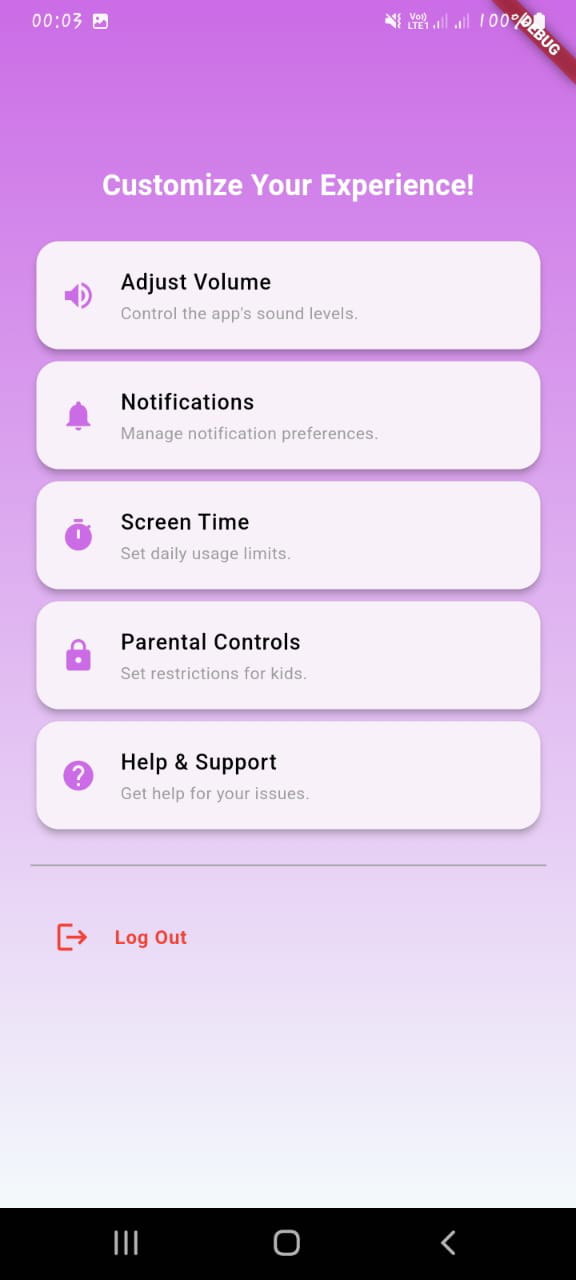 00:03 Vo) LTE1 100%
DEBUG
Customize Your Experience!
Adjust Volume
Control the app's sound levels.
Notifications
Manage notification preferences.
Screen Time
Set daily usage limits.
Parental Controls
Set restrictions for kids.
Help & Support
Get help for your issues.
Log Out